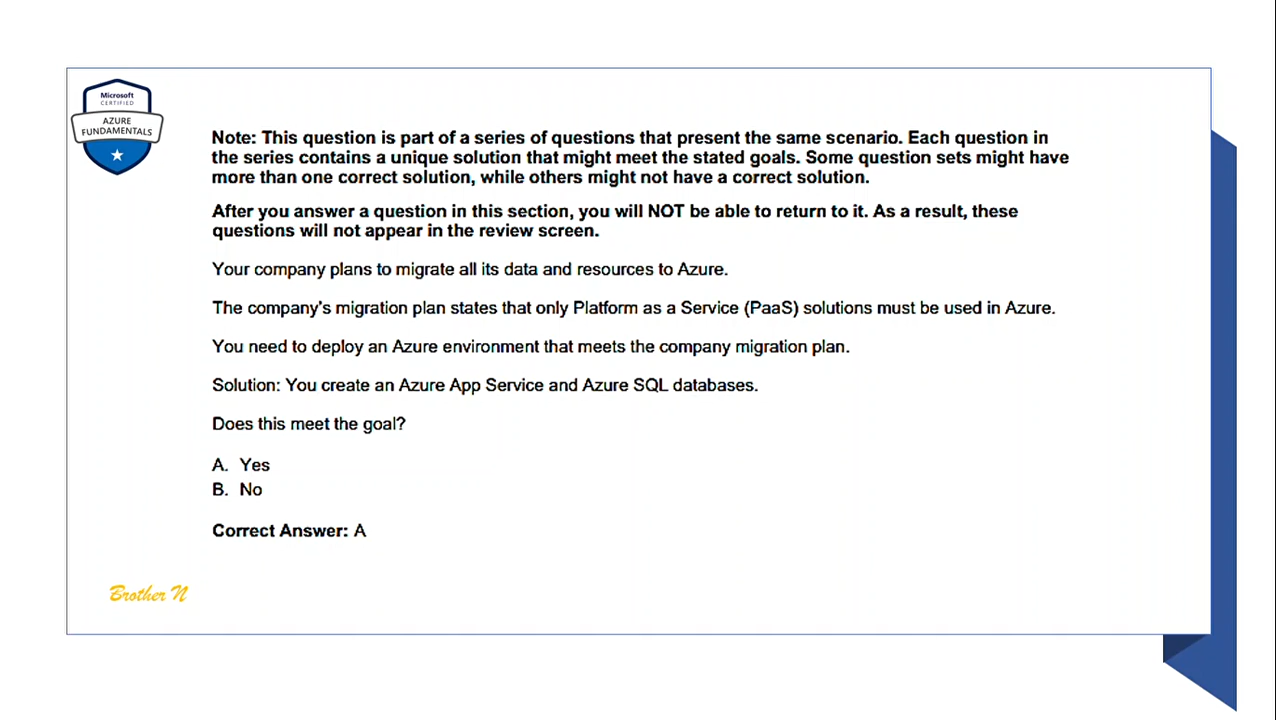 Microsoft
CERTIFIED
AZURE
FUNDAMENTALS
Note: This question is part of a series of questions that present the same scenario. Each question in
the series contains a unique solution that might meet the stated goals. Some question sets might have
more than one correct solution, while others might not have a correct solution.
After you answer a question in this section, you will NOT be able to return to it. As a result, these
questions will not appear in the review screen.
Your company plans to migrate all its data and resources to Azure.
The company's migration plan states that only Platform as a Service (PaaS) solutions must be used in Azure.
You need to deploy an Azure environment that meets the company migration plan.
Solution: You create an Azure App Service and Azure SQL databases.
Does this meet the goal?
A. Yes
B. No
Correct Answer: A
Brother N